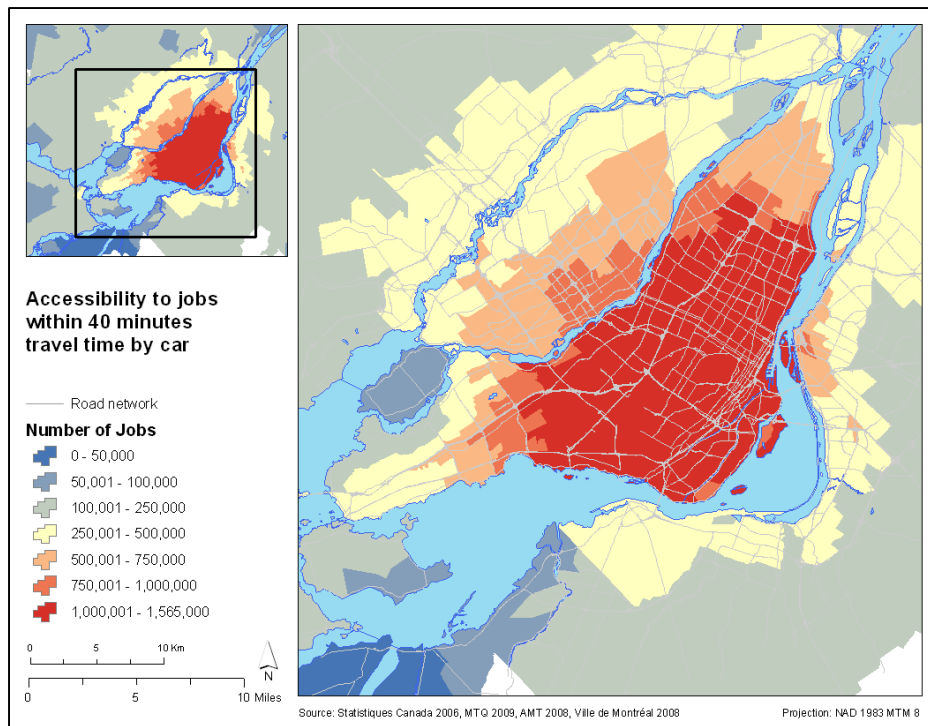 Accessibility to jobs
within 40 minutes
travel time by car
Road network
Number of Jobs
0 - 50,000
50,001 - 100,000
100,001 - 250,000
250,001 - 500,000
500,001 - 750,000
750,001 - 1,000,000
1,000,001 - 1,565,000
0 5 10 Km
N
0 5 10 Miles
Source: Statistiques Canada 2006, MTQ 2009, AMT 2008, Ville de Montréal 2008 Projection: NAD 1983 MTM 8